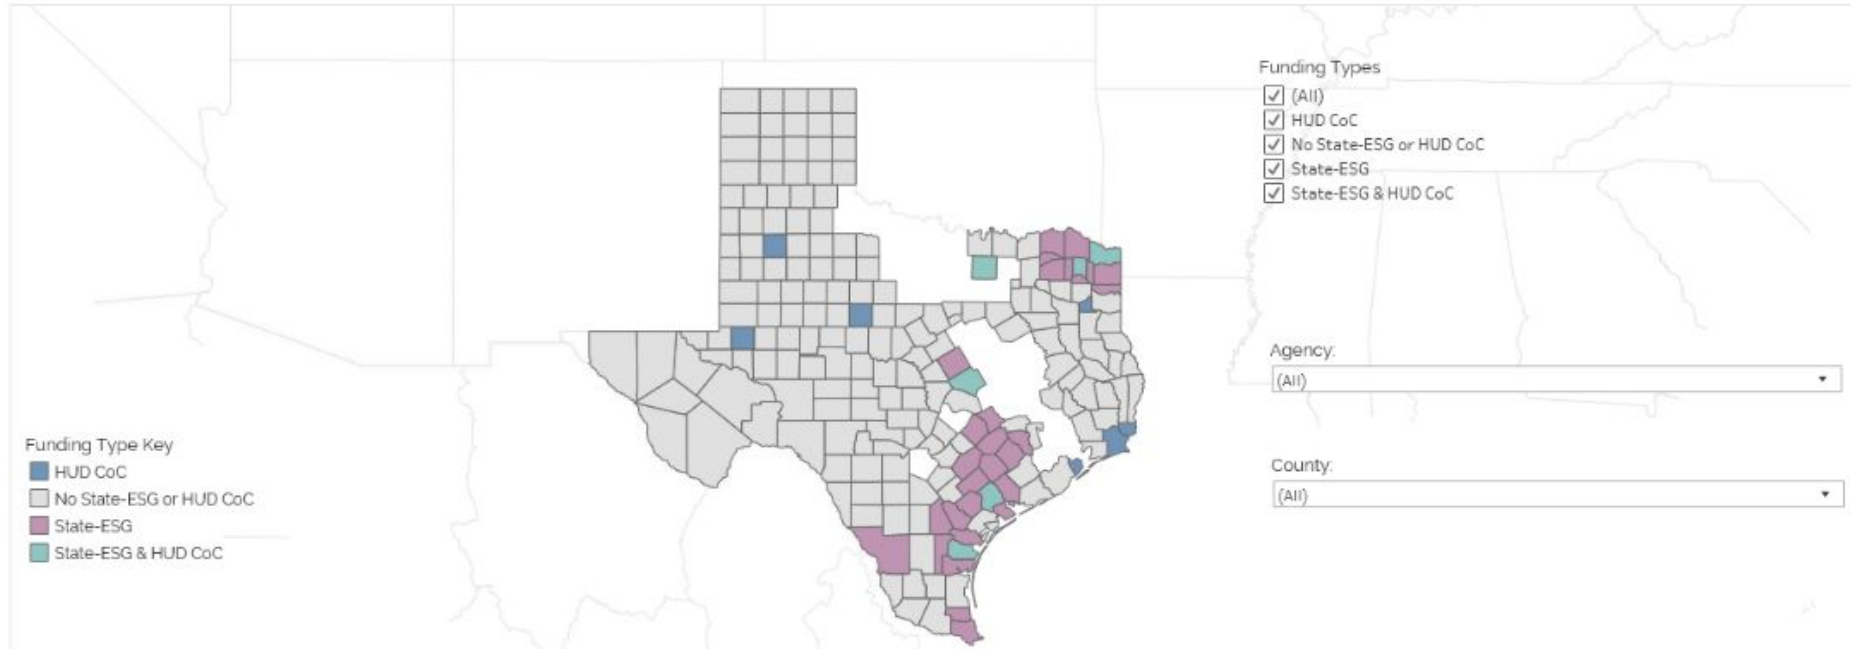 Funding Types
(All)
HUD CoC
No State-ESG or HUD CoC
State-ESG
State-ESG & HUD CoC
Agency:
(All)
County:
(All)
Funding Type Key
HUD CoC
No State-ESG or HUD CoC
State-ESG
State-ESG & HUD CoC